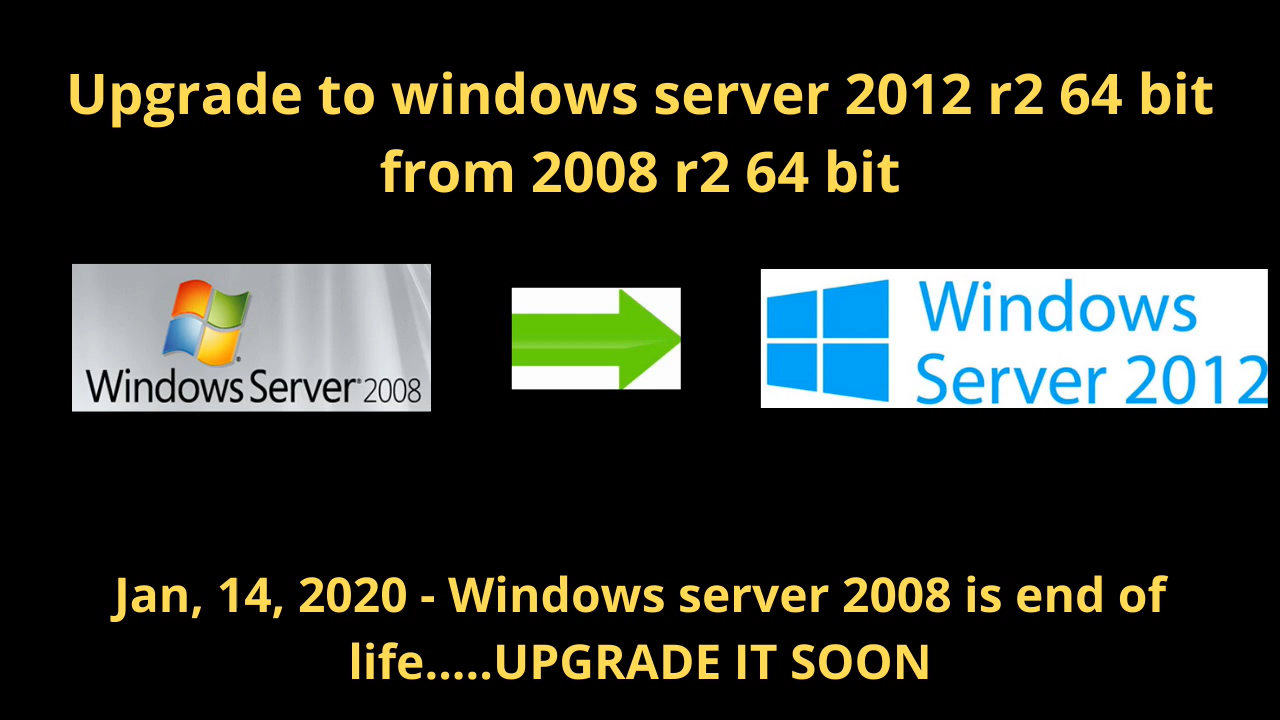 Upgrade to windows server 2012 r2 64 bit
from 2008 r2 64 bit
Windows Server 2008
Windows
Server 2012
Jan, 14, 2020 - Windows server 2008 is end of
life.....UPGRADE IT SOON